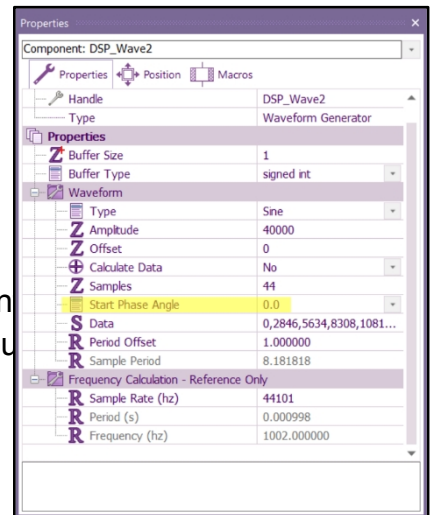 Properties
Component: DSP_Wave2
Properties Position Macros
Handle DSP_Wave2
Type Waveform Generator
Properties
Buffer Size 1
Buffer Type signed int
Waveform
Type Sine
Amplitude 40000
Offset 0
Calculate Data No
Samples 44
Start Phase Angle 0.0
Data 0,2846,5634,8308,1081...
Period Offset 1.000000
Sample Period 8.181818
Frequency Calculation - Reference Only
Sample Rate (hz) 44101
Period (s) 0.000998
Frequency (hz) 1002.000000